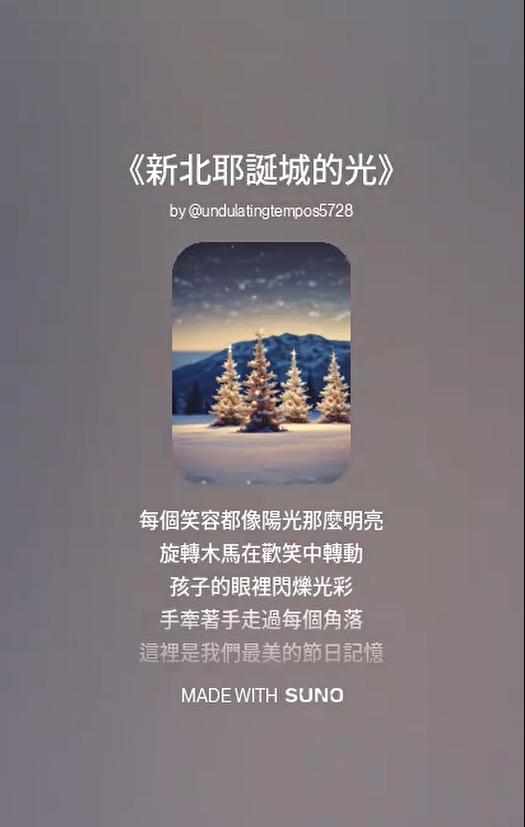 《新北耶誕城的光》
by @undulatingtempos5728
每個笑容都像陽光那麼明亮
旋轉木馬在歡笑中轉動
孩子的眼裡閃爍光彩
手牽著手走過每個角落
這裡是我們最美的節日記憶
MADE WITH SUNO